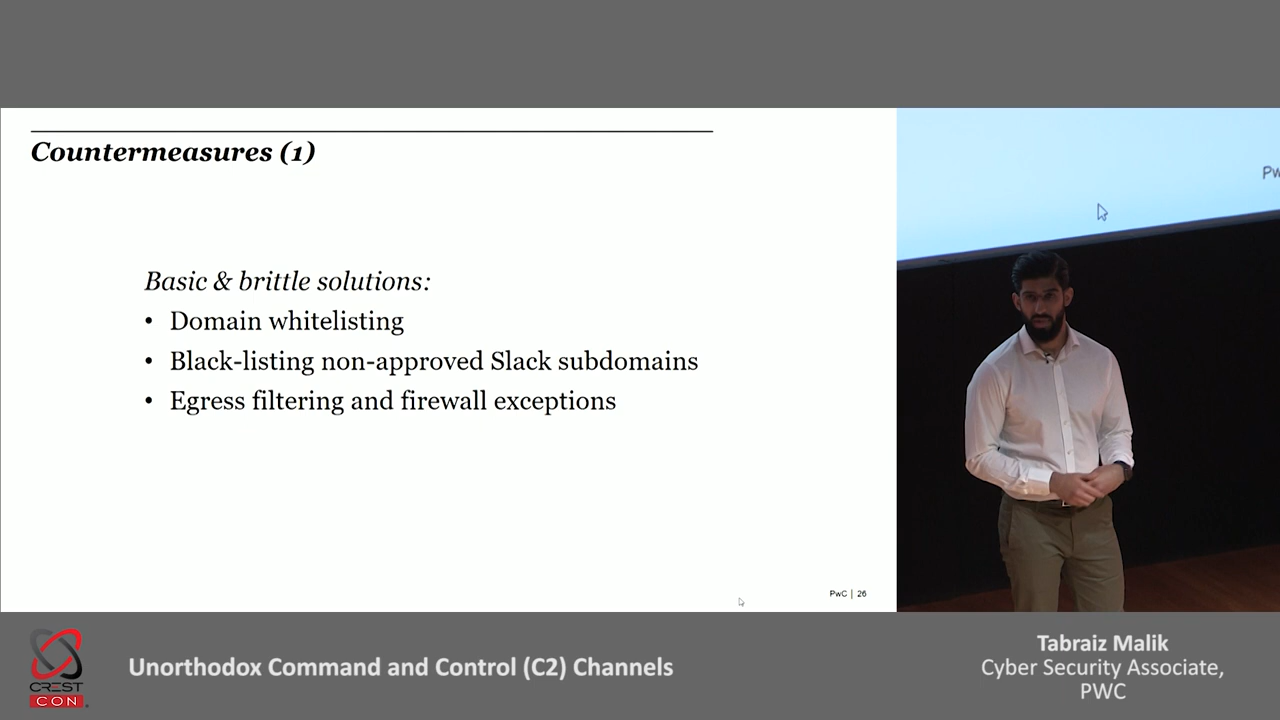 Countermeasures (1)
Basic & brittle solutions:
• Domain whitelisting
• Black-listing non-approved Slack subdomains
• Egress filtering and firewall exceptions
PwC | 26
CREST
CON
Unorthodox Command and Control (C2) Channels
Tabraiz Malik
Cyber Security Associate,
PWC